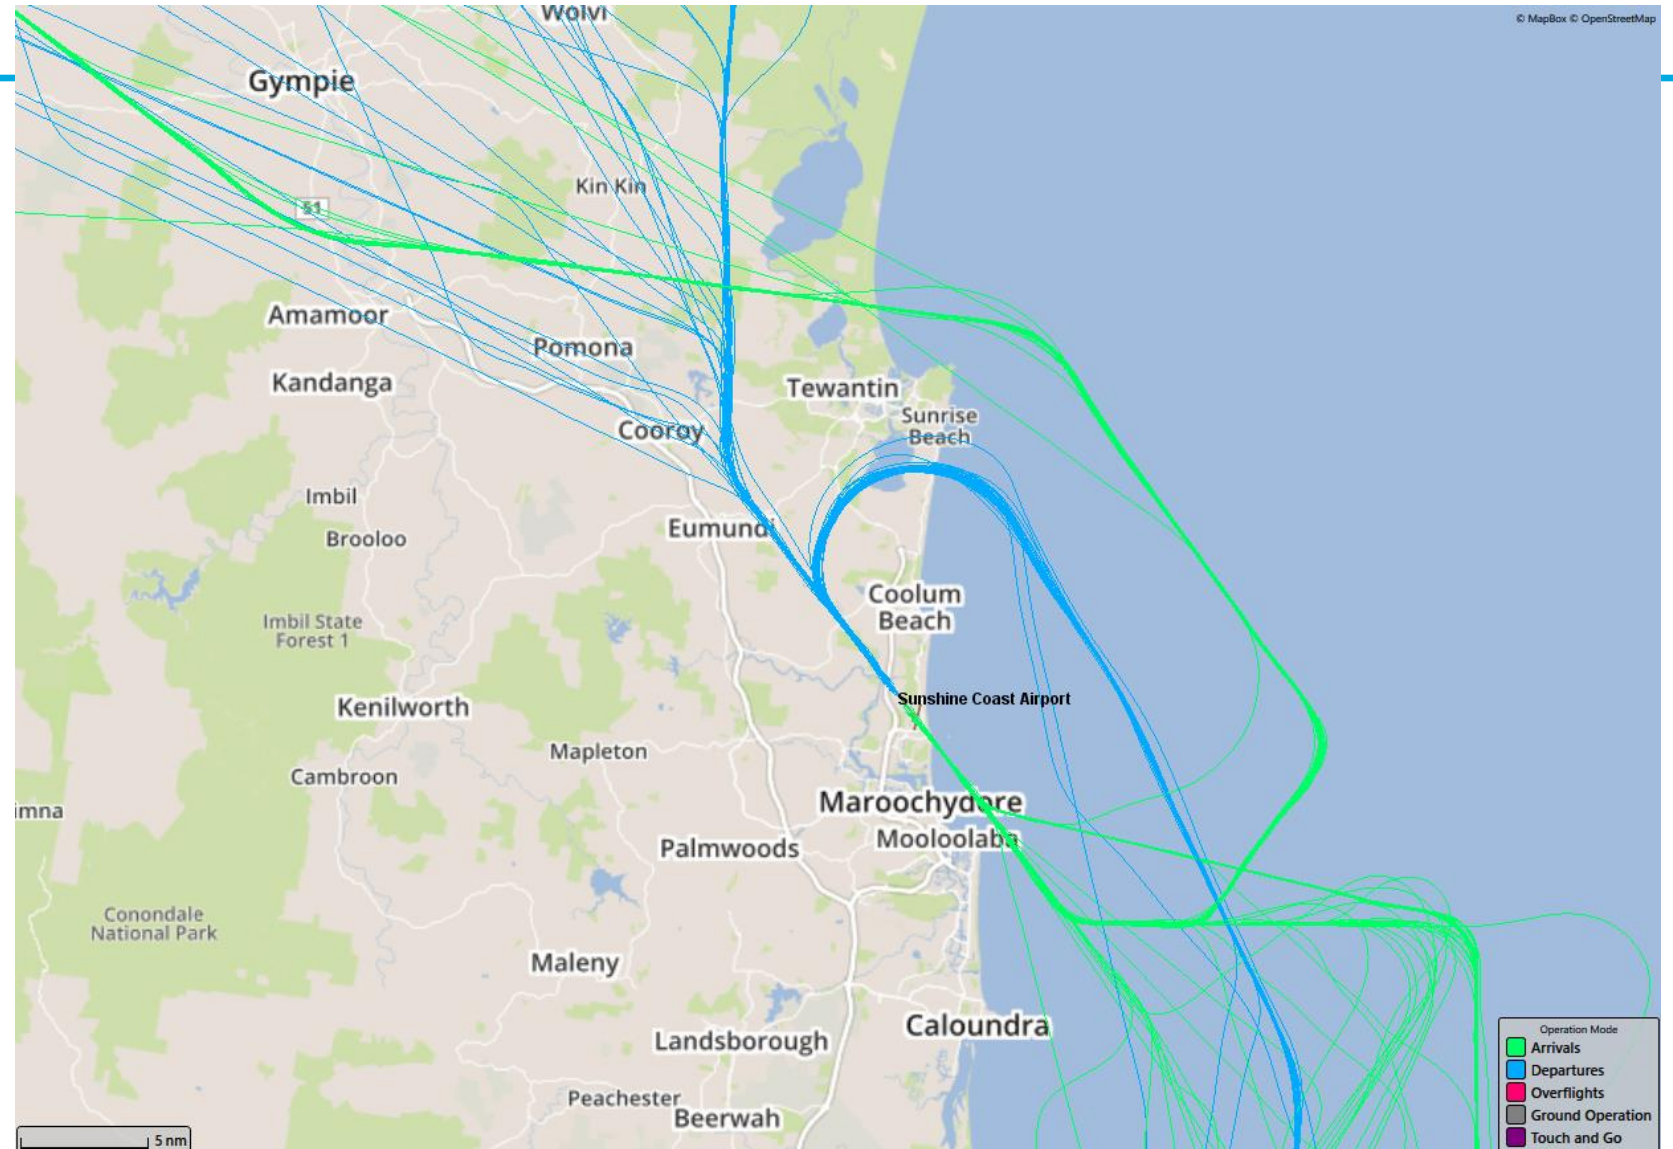 Wolvi
© MapBox © OpenStreetMap
Gympie
Kin Kin
51
Amamoor
Pomona
Kandanga
Tewantin
Sunrise
Beach
Cooroy
Imbil
Eumundi
Brooloo
Coolum
Beach
Imbil State
Forest 1
Sunshine Coast Airport
Kenilworth
Mapleton
Cambroon
imna
Maroochydore
Mooloolaba
Palmwoods
Conondale
National Park
Maleny
Caloundra
Landsborough
Peachester
Beerwah
5 nm
Operation Mode
Arrivals
Departures
Overflights
Ground Operation
Touch and Go